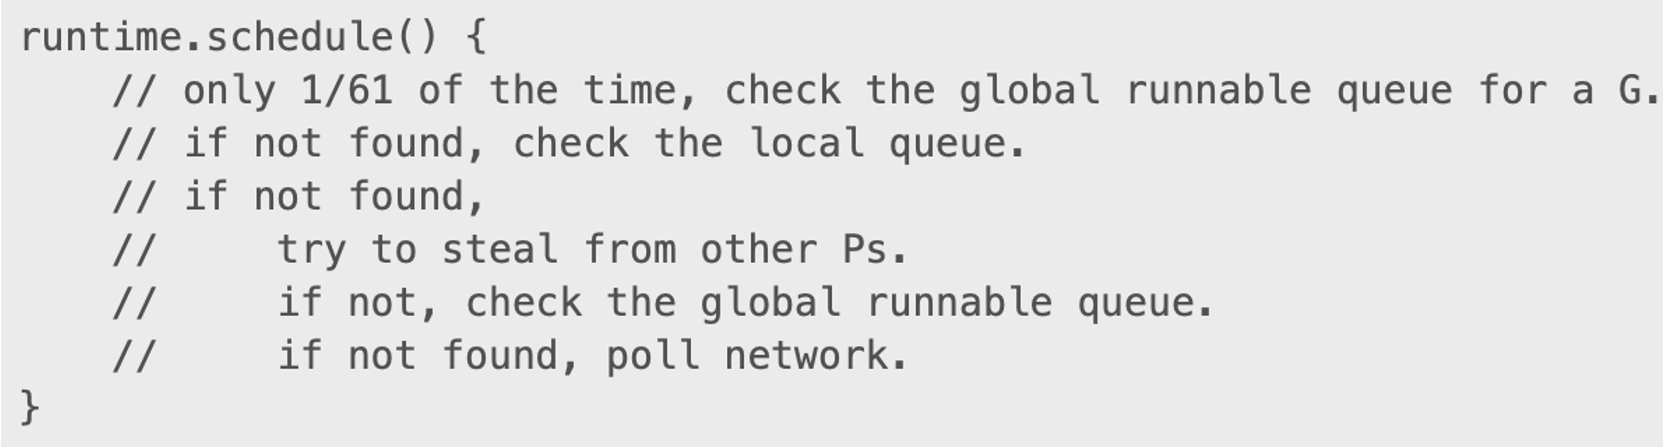 runtime.schedule() {
    // only 1/61 of the time, check the global runnable queue for a G.
    // if not found, check the local queue.
    // if not found,
    //     try to steal from other Ps.
    //     if not, check the global runnable queue.
    //     if not found, poll network.
}